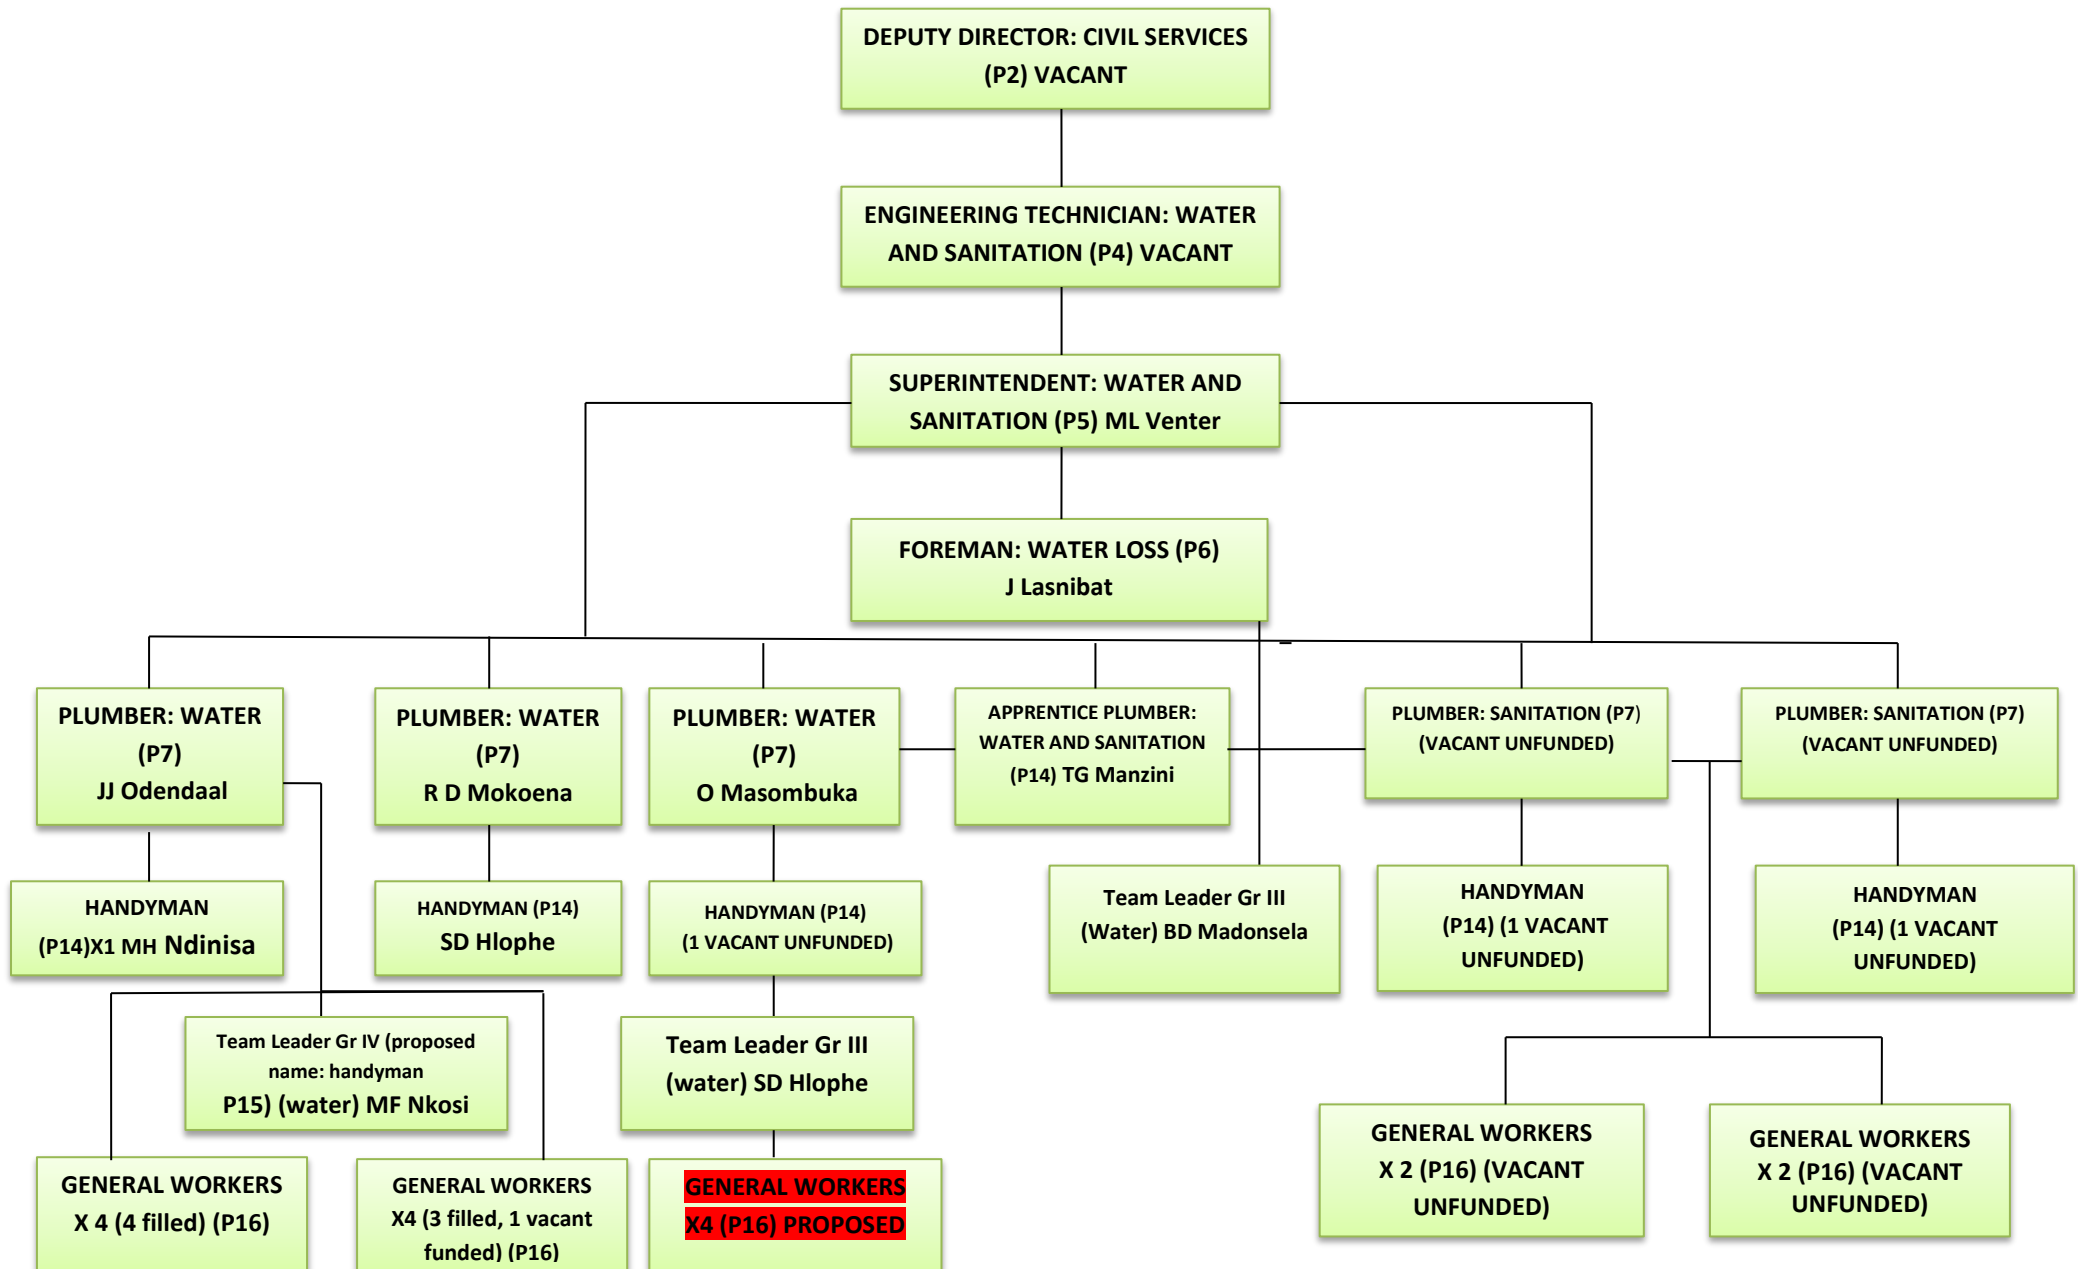 DEPUTY DIRECTOR: CIVIL SERVICES
(P2) VACANT
ENGINEERING TECHNICIAN: WATER
AND SANITATION (P4) VACANT
SUPERINTENDENT: WATER AND
SANITATION (P5) ML Venter
FOREMAN: WATER LOSS (P6)
J Lasnibat
PLUMBER: WATER
(P7)
JJ Odendaal
PLUMBER: WATER
(P7)
R D Mokoena
PLUMBER: WATER
(P7)
O Masombuka
APPRENTICE PLUMBER:
WATER AND SANITATION
(P14) TG Manzini
PLUMBER: SANITATION (P7)
(VACANT UNFUNDED)
PLUMBER: SANITATION (P7)
(VACANT UNFUNDED)
HANDYMAN
(P14)X1 MH Ndinisa
HANDYMAN (P14)
SD Hlophe
HANDYMAN (P14)
(1 VACANT UNFUNDED)
Team Leader Gr III
(Water) BD Madonsela
HANDYMAN
(P14) (1 VACANT
UNFUNDED)
HANDYMAN
(P14) (1 VACANT
UNFUNDED)
Team Leader Gr IV (proposed
name: handyman
P15) (water) MF Nkosi
Team Leader Gr III
(water) SD Hlophe
GENERAL WORKERS
X 4 (4 filled) (P16)
GENERAL WORKERS
X4 (3 filled, 1 vacant
funded) (P16)
GENERAL WORKERS
X4 (P16) PROPOSED
GENERAL WORKERS
X 2 (P16) (VACANT
UNFUNDED)
GENERAL WORKERS
X 2 (P16) (VACANT
UNFUNDED)